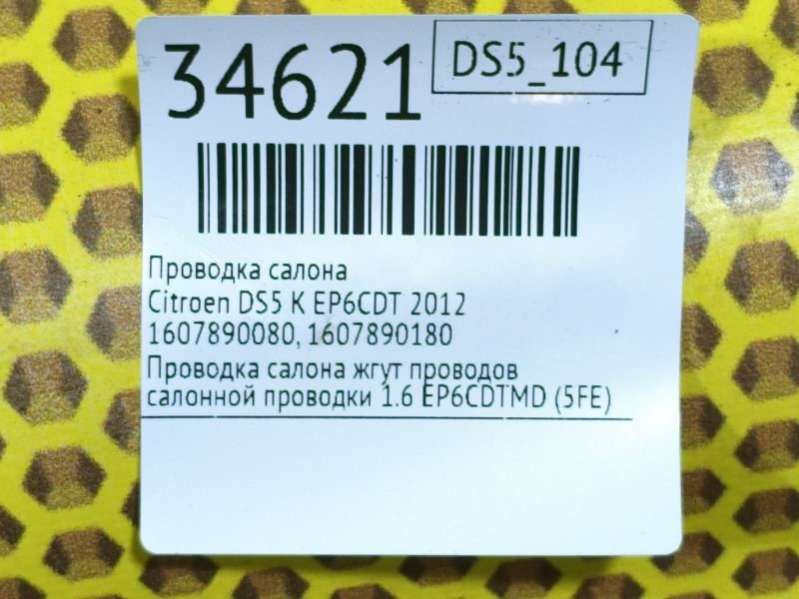 34621
DS5_104
Проводка салона
Citroen DS5 K EP6CDT 2012
1607890080, 1607890180
Проводка салона жгут проводов
салонной проводки 1.6 EP6CDTMD (5FE)